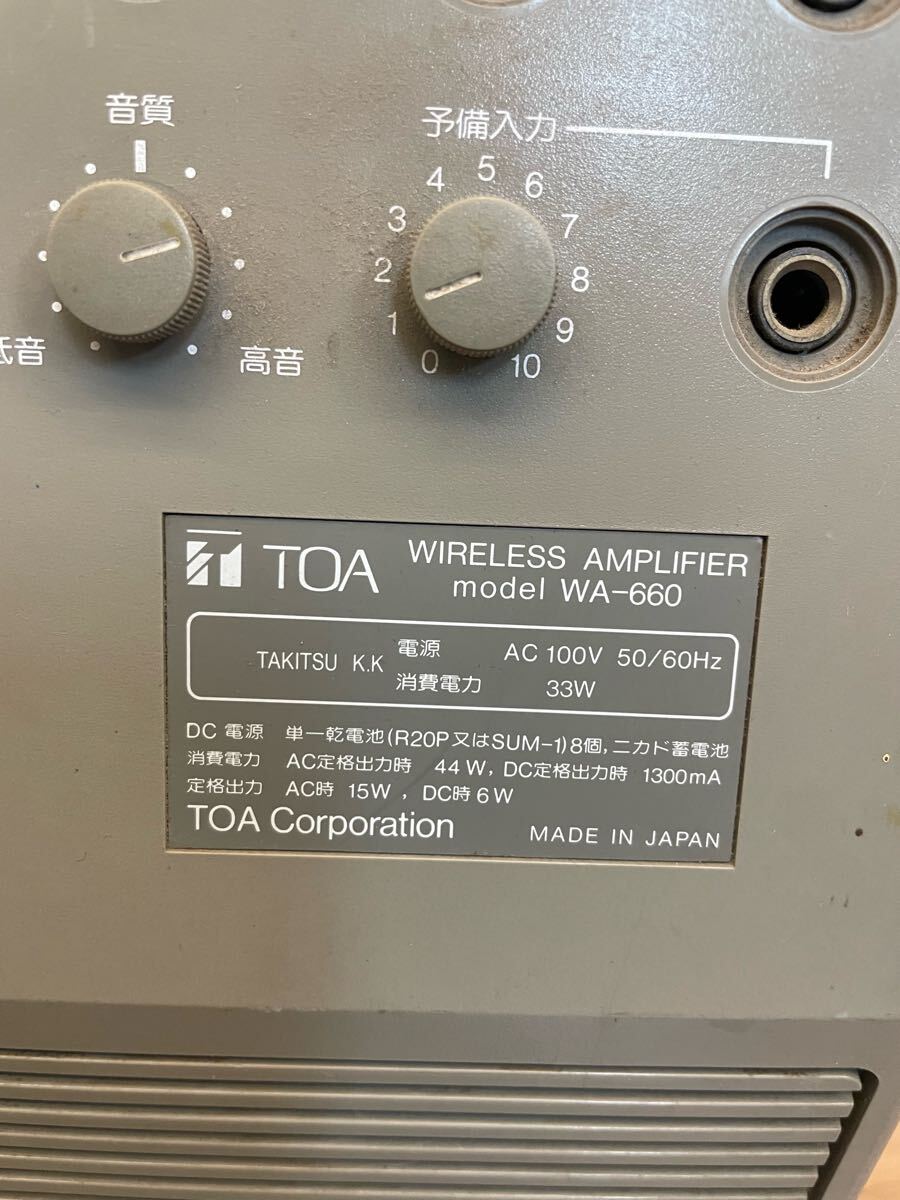 音質
予備入力
0 1 2 3 4 5 6 7 8 9 10
低音
高音
TOA
WIRELESS AMPLIFIER
model WA-660
TAKITSU K.K
電源 AC 100V 50/60Hz
消費電力 33W
DC 電源 単一乾電池(R20P又はSUM-1)8個,ニカド蓄電池
消費電力 AC定格出力時 44W, DC定格出力時 1300mA
定格出力 AC時 15W , DC時 6W
TOA Corporation
MADE IN JAPAN